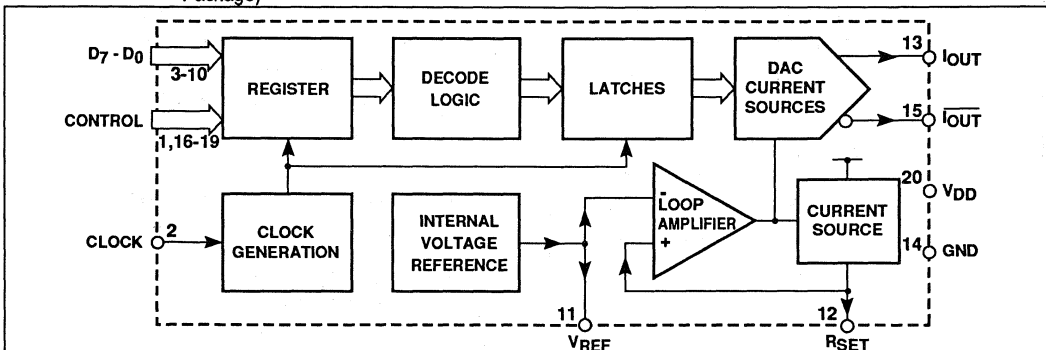 Package)
D7 - D0
3-10
CONTROL
1,16-19
REGISTER
DECODE
LOGIC
LATCHES
DAC
CURRENT
SOURCES
13
IOUT
15
IOUT
CLOCK
2
CLOCK
GENERATION
INTERNAL
VOLTAGE
REFERENCE
-
LOOP
AMPLIFIER
+
CURRENT
SOURCE
20
VDD
14
GND
11
VREF
12
RSET